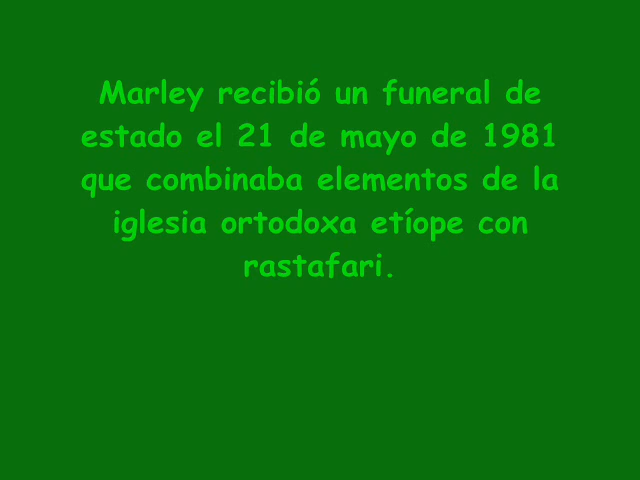 Marley recibió un funeral de
estado el 21 de mayo de 1981
que combinaba elementos de la
iglesia ortodoxa etíope con
rastafari.